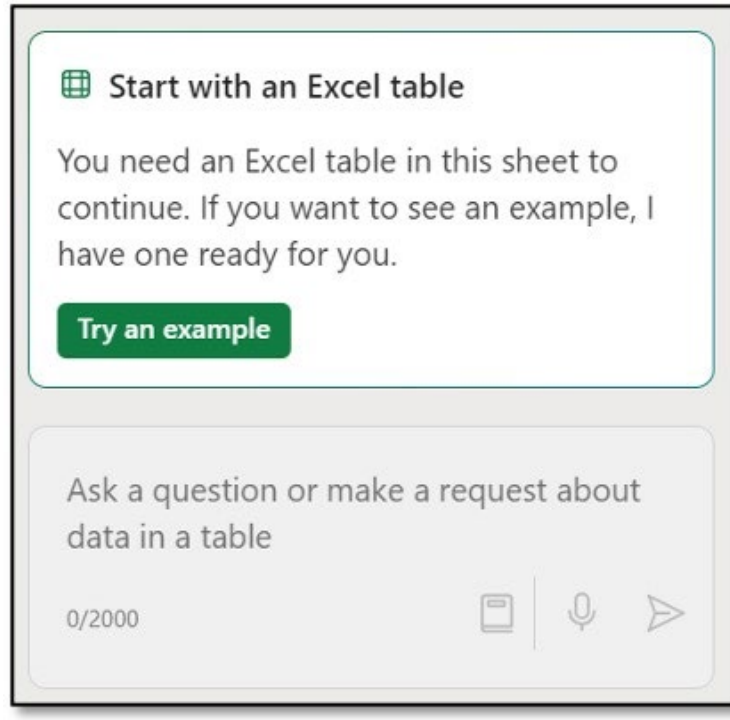 Start with an Excel table
You need an Excel table in this sheet to
continue. If you want to see an example, I
have one ready for you.
Try an example
Ask a question or make a request about
data in a table
0/2000